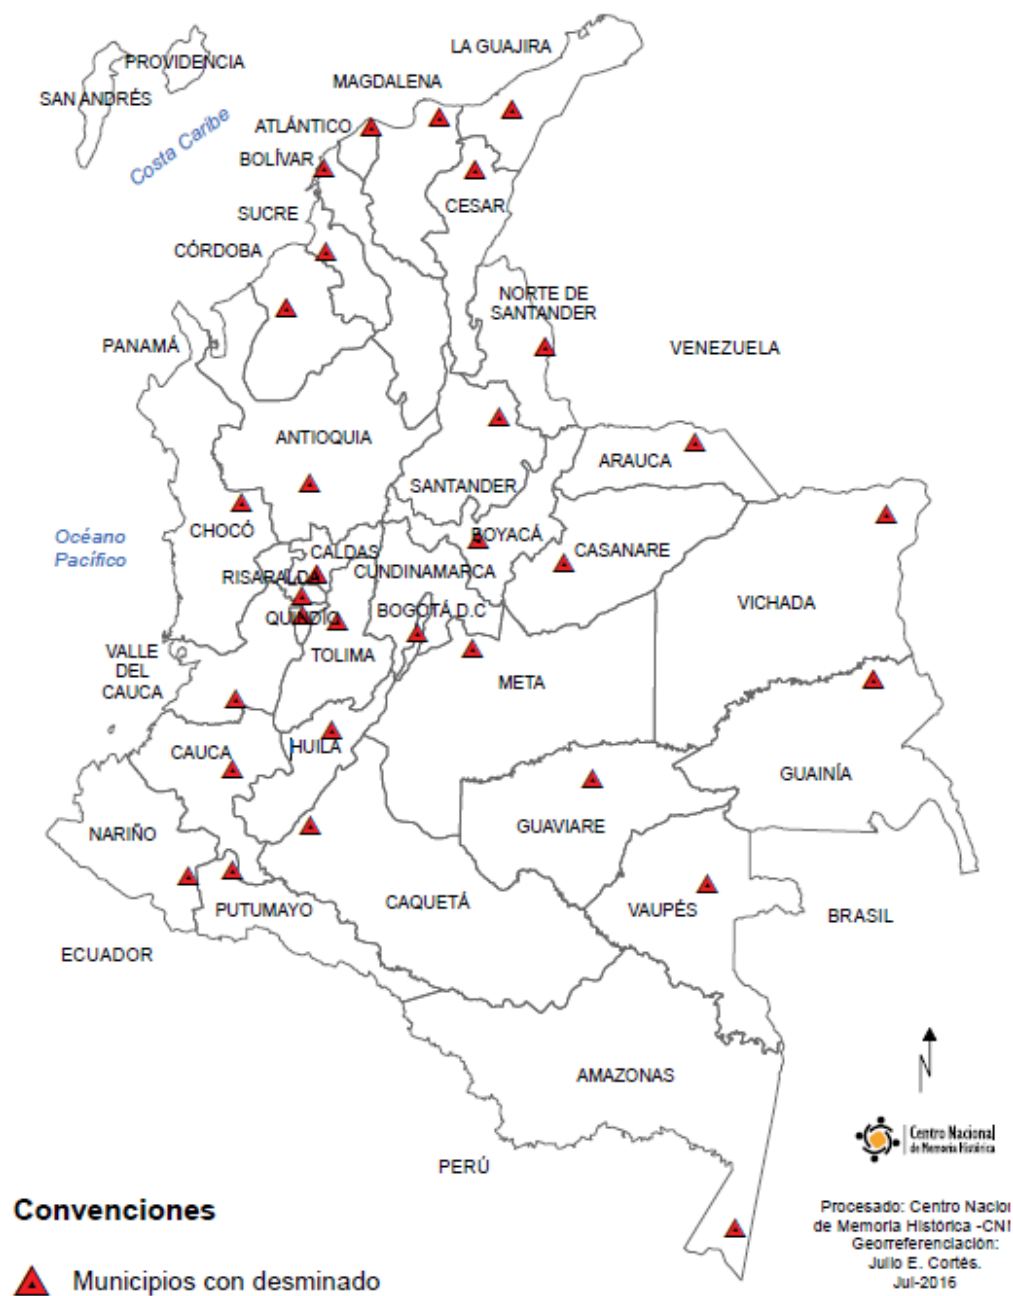 LA GUAJIRA
PROVIDENCIA
MAGDALENA
SAN ANDRÉS
Costa Caribe
ATLÁNTICO
BOLÍVAR
CESAR
SUCRE
CÓRDOBA
NORTE DE
SANTANDER
PANAMÁ
VENEZUELA
ANTIOQUIA
ARAUCA
SANTANDER
CHOCÓ
BOYACÁ
Océano
Pacífico
CALDAS
CASANARE
CUNDINAMARCA
RISARALDA
VICHADA
BOGOTÁ D.C
QUINDÍO
VALLE
DEL
CAUCA
TOLIMA
META
CAUCA
HUILA
GUAINÍA
NARIÑO
GUAVIARE
CAQUETÁ
PUTUMAYO
VAUPÉS
BRASIL
ECUADOR
AMAZONAS
Centro Nacional
de Memoria Histórica
PERÚ
Convenciones
Procesado: Centro Nacio
de Memoria Histórica -CN
Georreferenciación:
Julio E. Cortés.
Jul-2016
Municipios con desminado